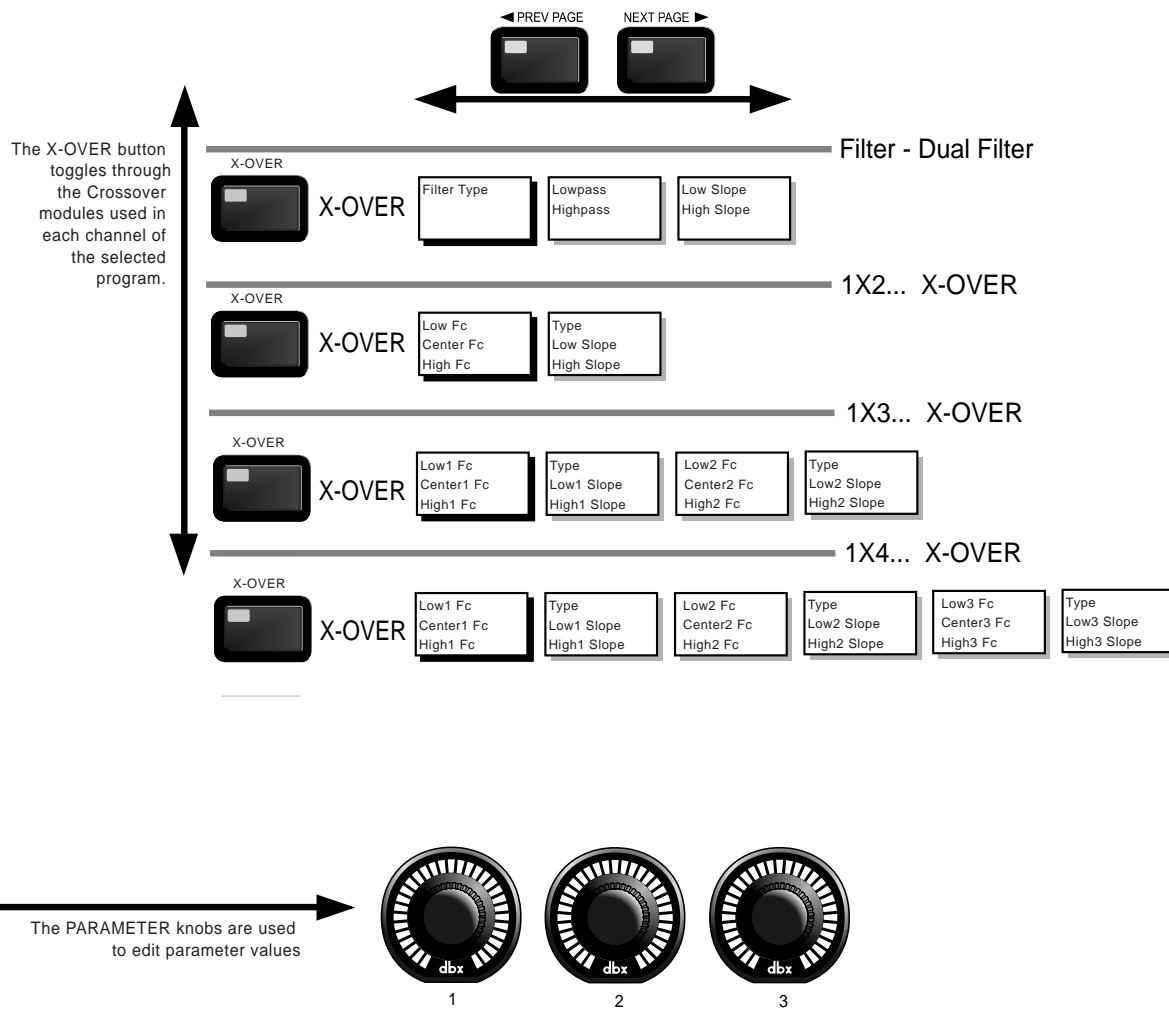 ◄ PREV PAGE
NEXT PAGE ►
The X-OVER button
toggles through
the Crossover
modules used in
each channel of
the selected
program.
Filter - Dual Filter
X-OVER
X-OVER
Filter Type
Lowpass
Highpass
Low Slope
High Slope
1X2... X-OVER
X-OVER
X-OVER
Low Fc
Center Fc
High Fc
Type
Low Slope
High Slope
1X3... X-OVER
X-OVER
X-OVER
Low1 Fc
Center1 Fc
High1 Fc
Type
Low1 Slope
High1 Slope
Low2 Fc
Center2 Fc
High2 Fc
Type
Low2 Slope
High2 Slope
1X4... X-OVER
X-OVER
X-OVER
Low1 Fc
Center1 Fc
High1 Fc
Type
Low1 Slope
High1 Slope
Low2 Fc
Center2 Fc
High2 Fc
Type
Low2 Slope
High2 Slope
Low3 Fc
Center3 Fc
High3 Fc
Type
Low3 Slope
High3 Slope
The PARAMETER knobs are used
to edit parameter values
dbx
dbx
dbx
1
2
3